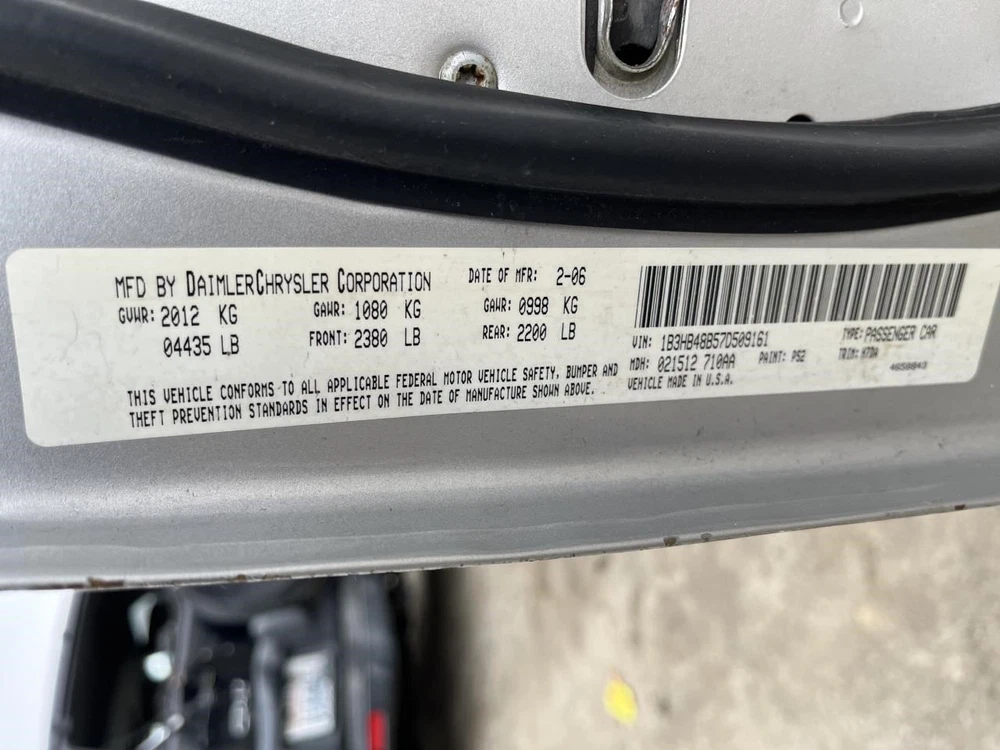 MFD BY DAIMLERCHRYSLER CORPORATION
DATE OF MFR: 2-06
GVWR: 2012 KG
04435 LB
GAWR: 1080 KG
FRONT: 2380 LB
GAWR: 0998 KG
REAR: 2200 LB
THIS VEHICLE CONFORMS TO ALL APPLICABLE FEDERAL MOTOR VEHICLE SAFETY, BUMPER AND
THEFT PREVENTION STANDARDS IN EFFECT ON THE DATE OF MANUFACTURE SHOWN ABOVE.
VIN: 1B3HB48B57D509161
TYPE: PASSENGER CAR
MDH: 021512 710AA
PAINT: PS2
TRIM: H7DA
VEHICLE MADE IN U.S.A.
4658843